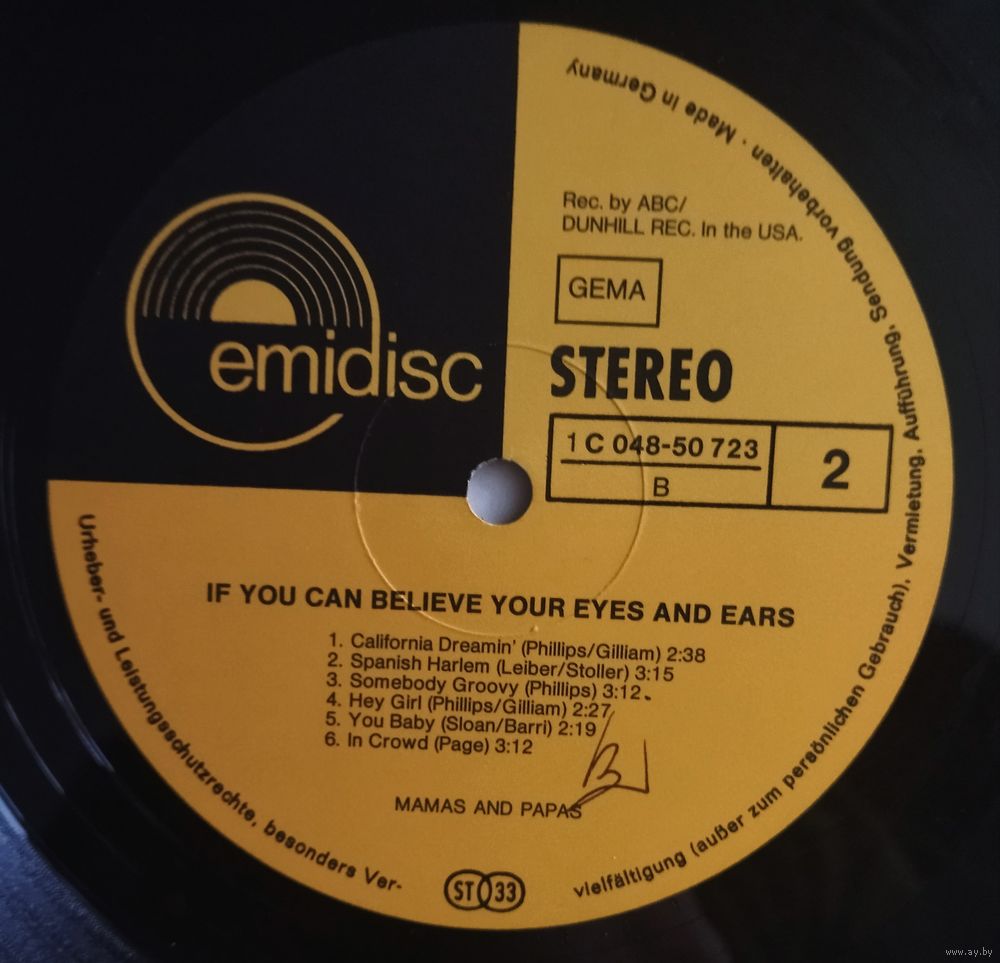 emidisc
Rec. by ABC/
DUNHILL REC. In the USA.
GEMA
STEREO
1 C 048-50 723
B
2
IF YOU CAN BELIEVE YOUR EYES AND EARS
1. California Dreamin' (Phillips/Gilliam) 2:38
2. Spanish Harlem (Leiber/Stoller) 3:15
3. Somebody Groovy (Phillips) 3:12
4. Hey Girl (Phillips/Gilliam) 2:27
5. You Baby (Sloan/Barri) 2:19
6. In Crowd (Page) 3:12
MAMAS AND PAPAS
ST 33
Urheber- und Leistungsschutzrechte, besonders Ver-
vielfältigung (außer zum persönlichen Gebrauch), Vermietung, Aufführung, Sendung vorbehalten · Made in Germany
www.ay.by